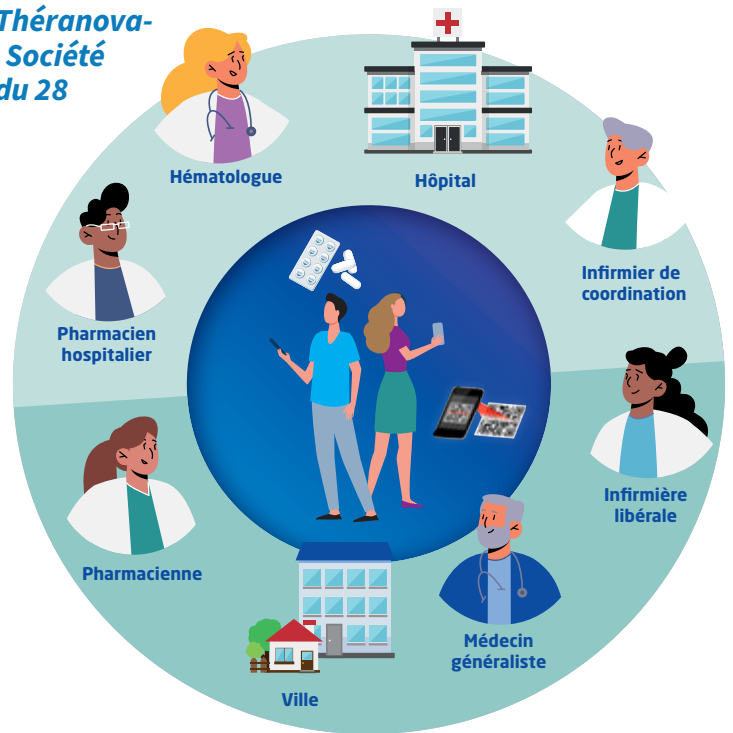 Théranova-
Société
du 28
Hématologue
Hôpital
Infirmier de
coordination
Pharmacien
hospitalier
Infirmière
libérale
Pharmacienne
Médecin
généraliste
Ville